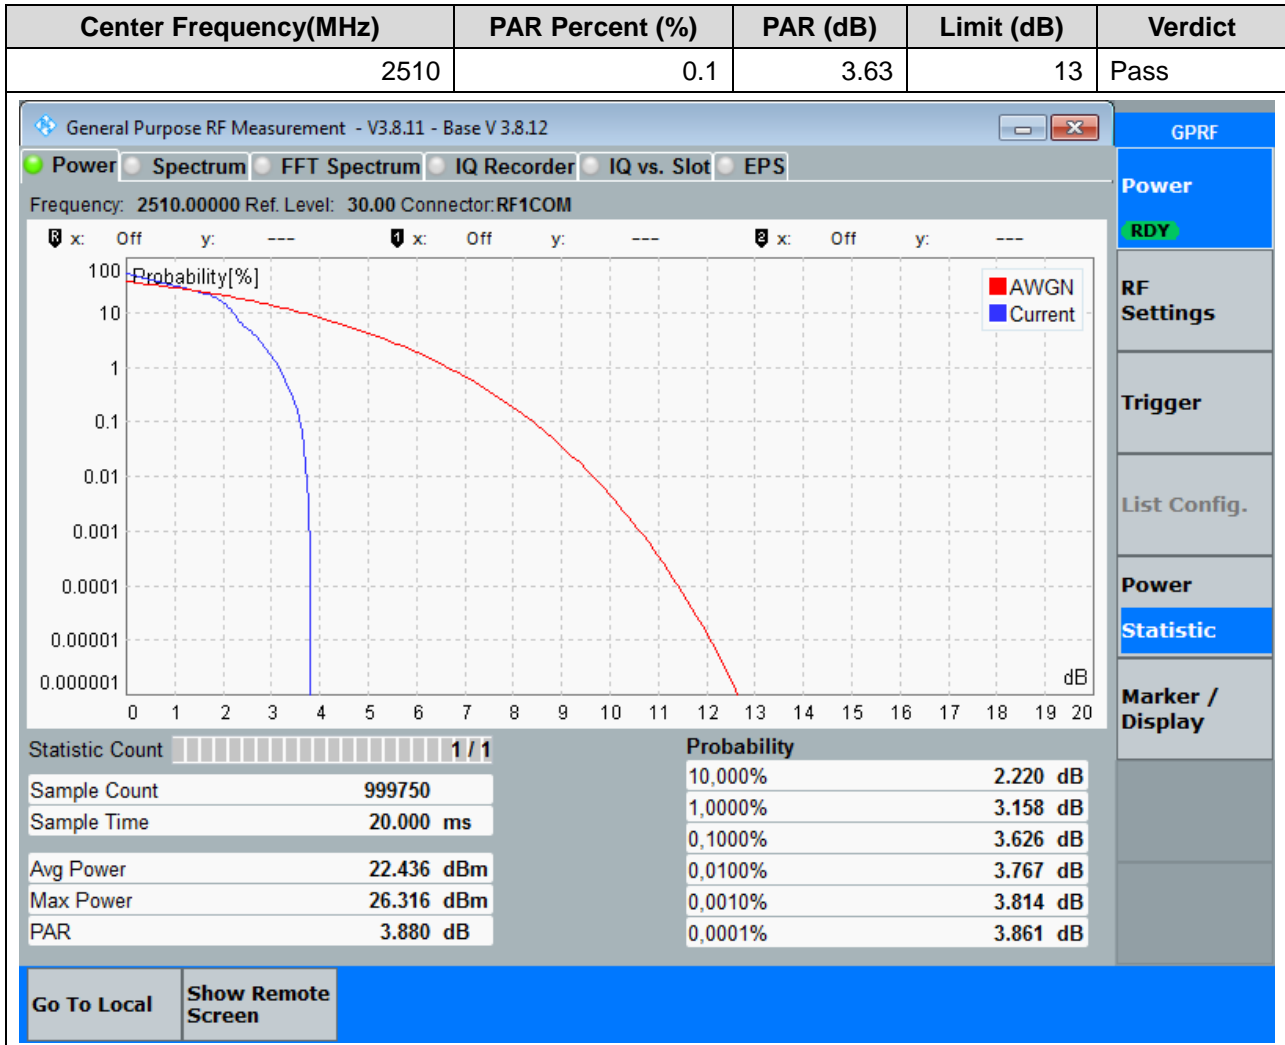 Center Frequency(MHz) PAR Percent (%) PAR (dB) Limit (dB) Verdict
2510 0.1 3.63 13 Pass
General Purpose RF Measurement - V3.8.11 - Base V 3.8.12
GPRF
Power Spectrum FFT Spectrum IQ Recorder IQ vs. Slot EPS
Frequency: 2510.00000 Ref. Level: 30.00 Connector:RF1COM
R x: Off y: --- 1 x: Off y: --- 2 x: Off y: ---
Probability[%]
100
10
1
0.1
0.01
0.001
0.0001
0.00001
0.000001
AWGN
Current
dB
0 1 2 3 4 5 6 7 8 9 10 11 12 13 14 15 16 17 18 19 20
Statistic Count 1 / 1
Sample Count 999750
Sample Time 20.000 ms
Avg Power 22.436 dBm
Max Power 26.316 dBm
PAR 3.880 dB
Probability
10,000% 2.220 dB
1,0000% 3.158 dB
0,1000% 3.626 dB
0,0100% 3.767 dB
0,0010% 3.814 dB
0,0001% 3.861 dB
Power
RDY
RF
Settings
Trigger
List Config.
Power
Statistic
Marker /
Display
Go To Local
Show Remote
Screen